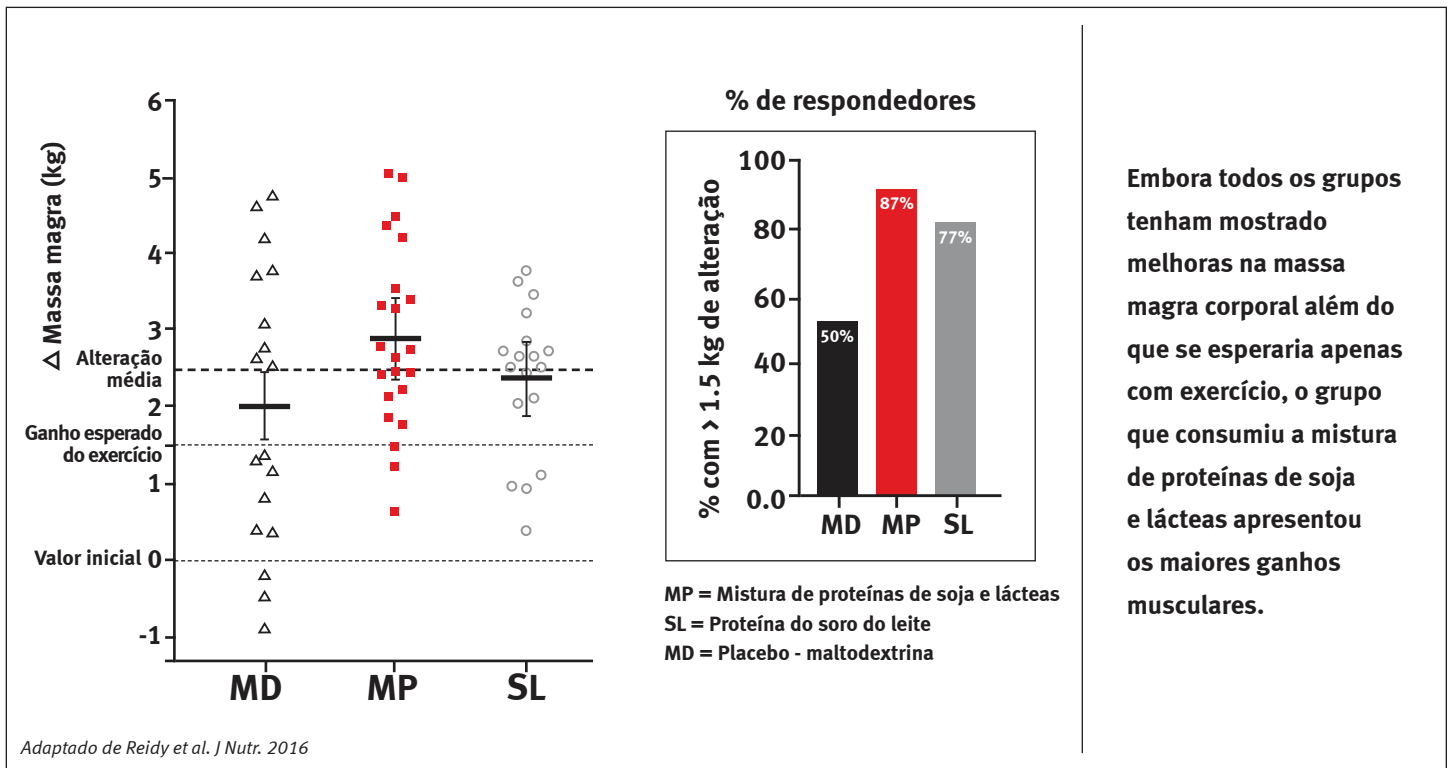 6
5
4
3
2
1
0
-1
△ Massa magra (kg)
Alteração
média
Ganho esperado
do exercício
Valor inicial
MD
MP
SL
% de respondedores
% com > 1.5 kg de alteração
100
80
60
40
20
0.0
50%
87%
77%
MD
MP
SL
MP = Mistura de proteínas de soja e lácteas
SL = Proteína do soro do leite
MD = Placebo - maltodextrina
Embora todos os grupos
tenham mostrado
melhoras na massa
magra corporal além do
que se esperaria apenas
com exercício, o grupo
que consumiu a mistura
de proteínas de soja
e lácteas apresentou
os maiores ganhos
musculares.
Adaptado de Reidy et al. J Nutr. 2016